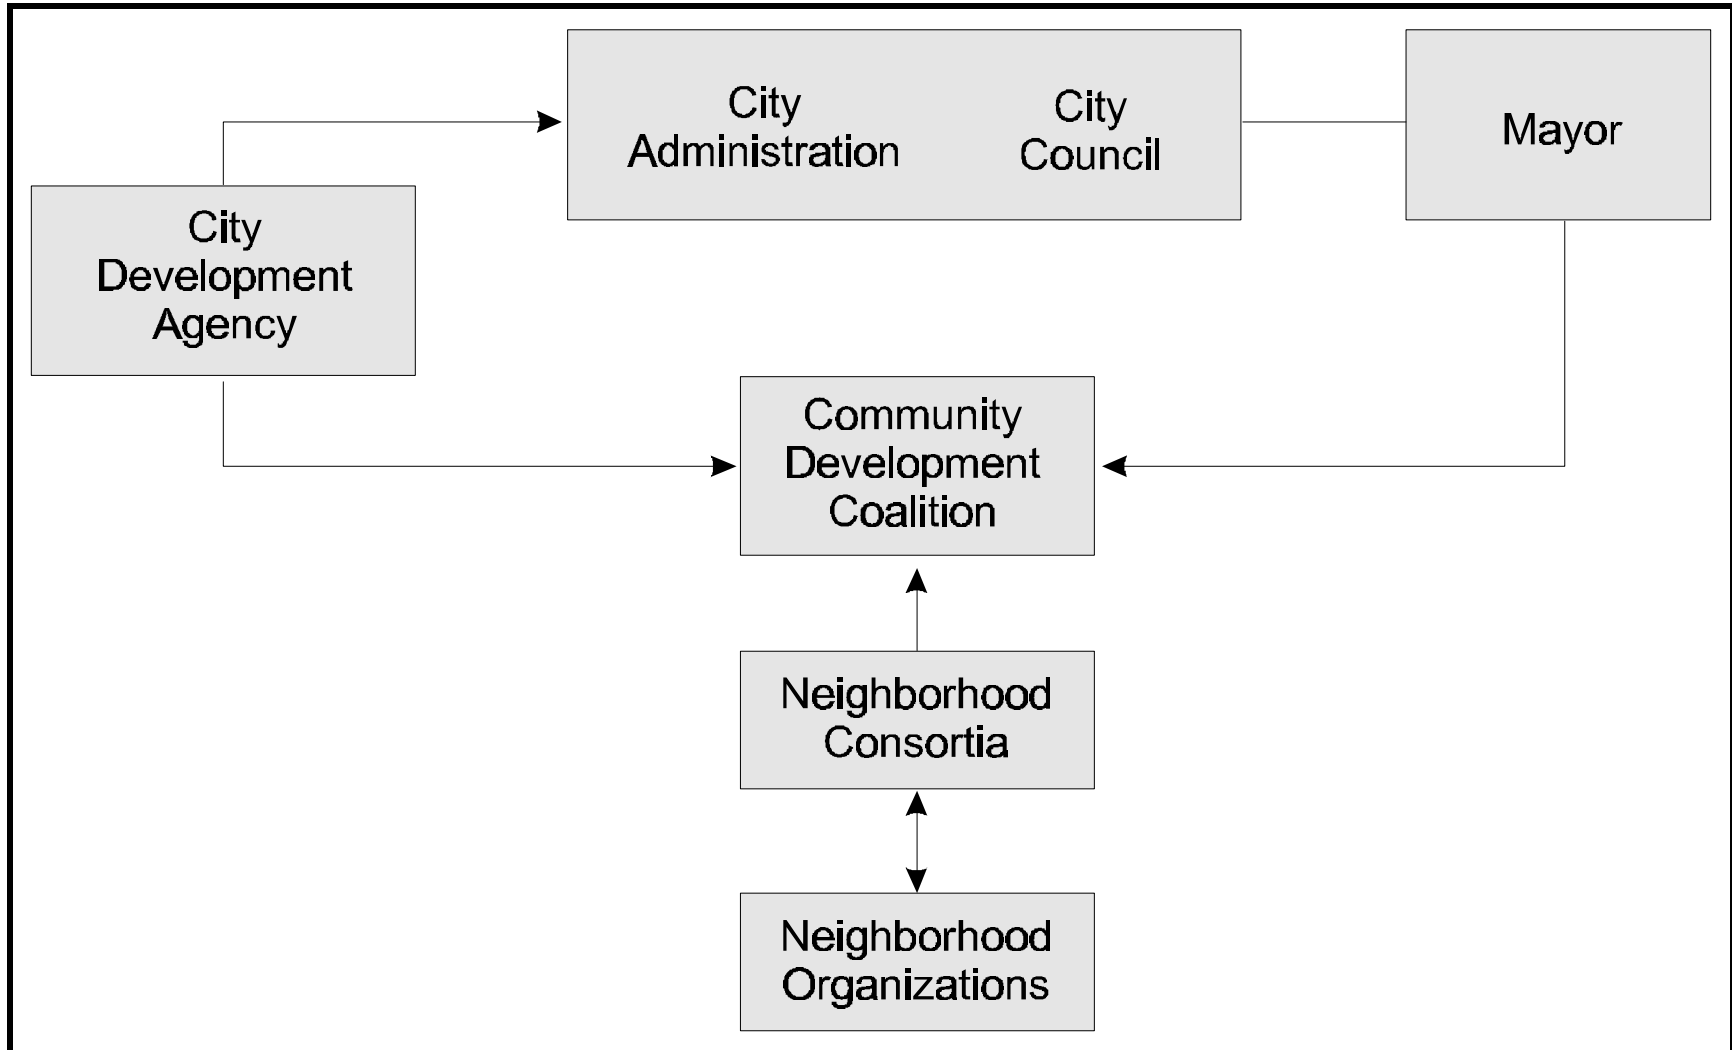 City
Administration
City
Council
Mayor
City
Development
Agency
Community
Development
Coalition
Neighborhood
Consortia
Neighborhood
Organizations